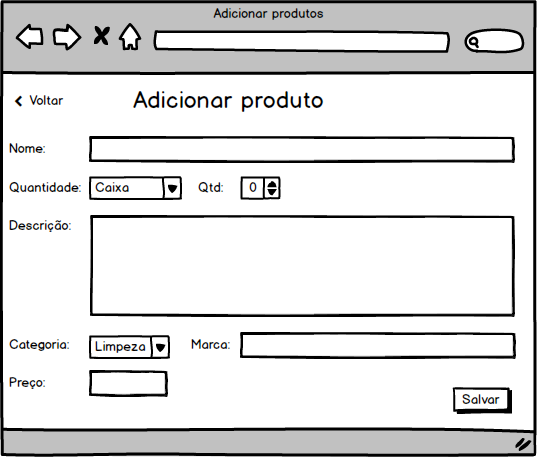 Adicionar produtos
Voltar
Adicionar produto
Nome:
Quantidade: Caixa Qtd: 0
Descrição:
Categoria: Limpeza Marca:
Preço:
Salvar